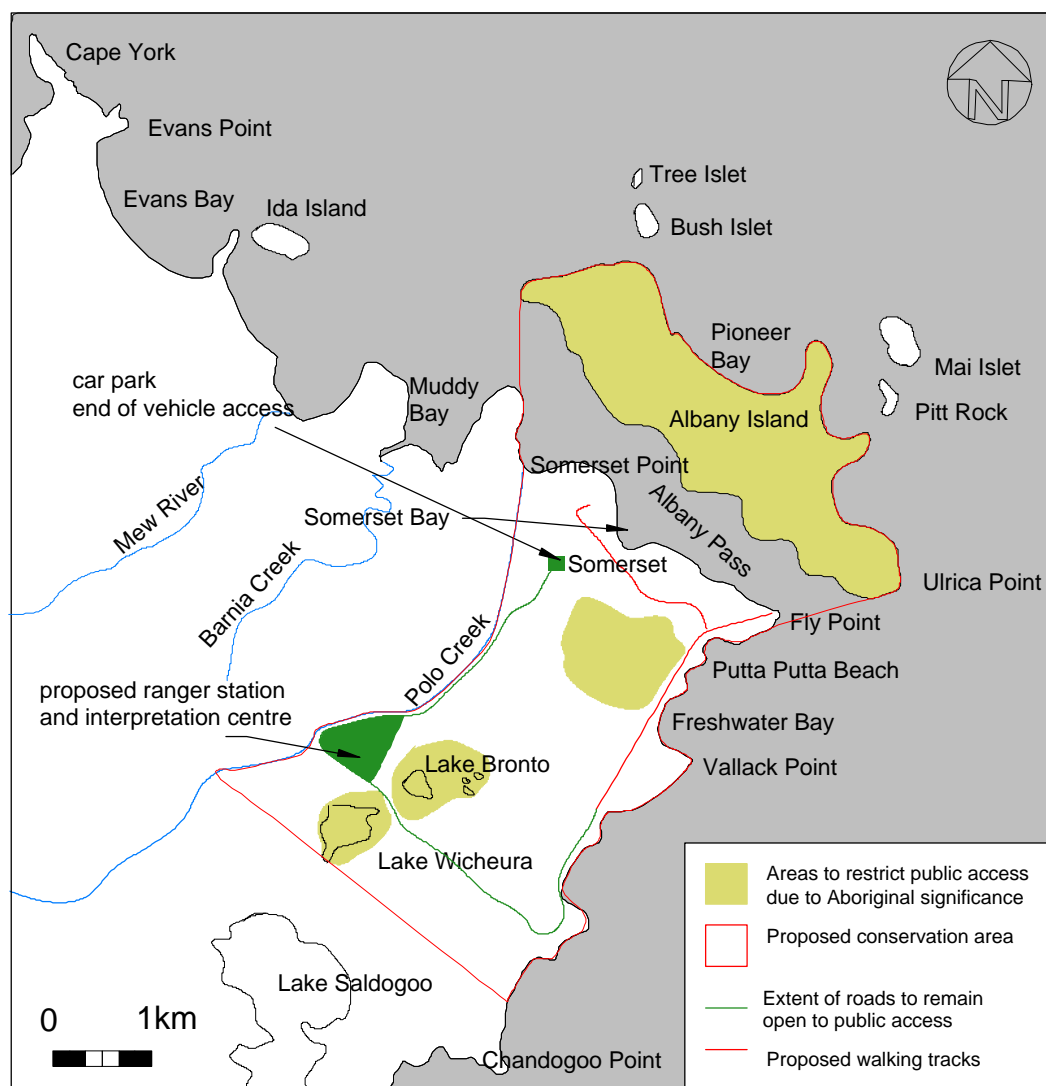 Cape York
Evans Point
Evans Bay
Ida Island
Tree Islet
Bush Islet
N
Pioneer
Bay
Mai Islet
Pitt Rock
car park
end of vehicle access
Muddy
Bay
Albany Island
Somerset Point
Mew River
Somerset Bay
Albany Pass
Somerset
Ulrica Point
Barnia Creek
Fly Point
Polo Creek
Putta Putta Beach
proposed ranger station
and interpretation centre
Freshwater Bay
Lake Bronto
Vallack Point
Lake Wicheura
Lake Saldogoo
Chandogoo Point
0 1km
Areas to restrict public access
due to Aboriginal significance
Proposed conservation area
Extent of roads to remain
open to public access
Proposed walking tracks